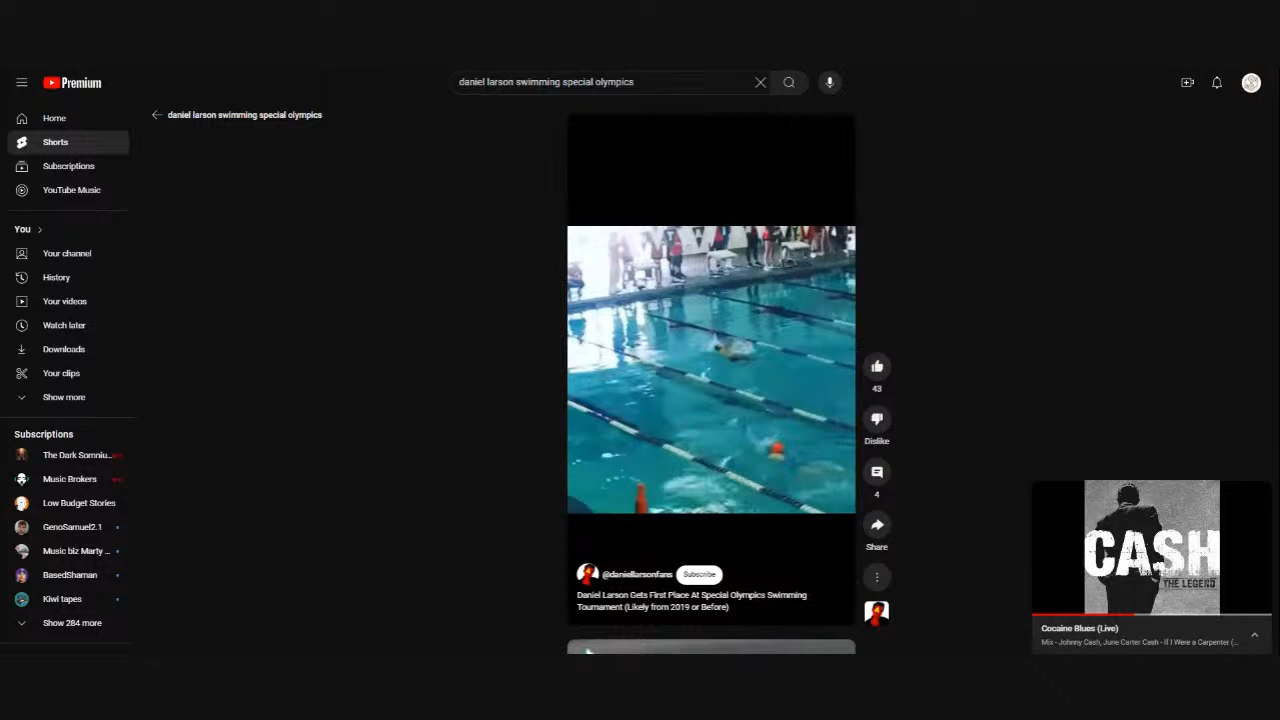 Premium
daniel larson swimming special olympics
Home
Shorts
Subscriptions
YouTube Music
You
Your channel
History
Your videos
Watch later
Downloads
Your clips
Show more
Subscriptions
The Dark Somniu...
Music Brokers
Low Budget Stories
GenoSamuel2.1
Music biz Marty ...
BasedShaman
Kiwi tapes
Show 284 more
daniel larson swimming special olympics
43
Dislike
4
Share
@daniellarsonfans
Subscribe
Daniel Larson Gets First Place At Special Olympics Swimming
Tournament (Likely from 2019 or Before)
CASH
THE LEGEND
Cocaine Blues (Live)
Mix - Johnny Cash, June Carter Cash - If I Were a Carpenter (...